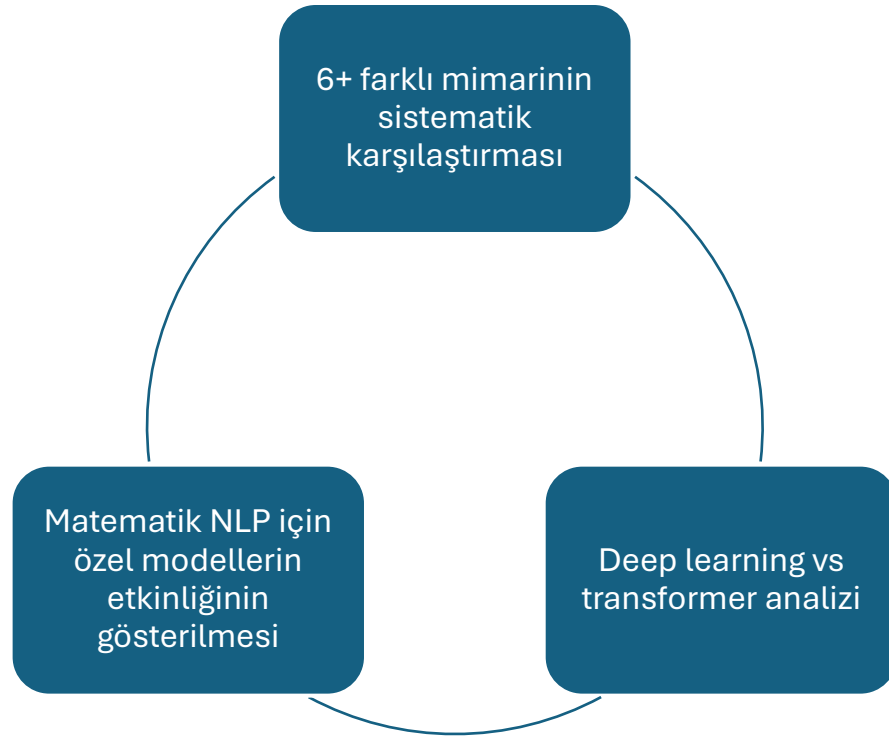 6+ farklı mimarinin
sistematik
karşılaştırması
Matematik NLP için
özel modellerin
etkinliğinin
gösterilmesi
Deep learning vs
transformer analizi